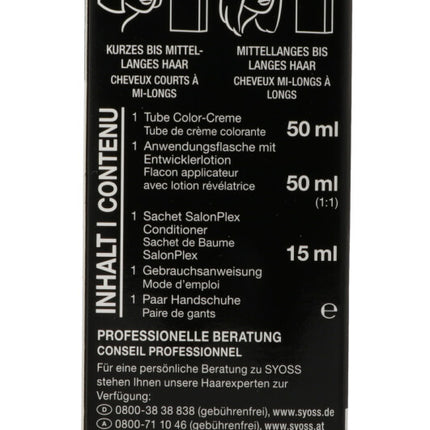 KURZES BIS MITTEL-
LANGES HAAR
CHEVEUX COURTS À
MI-LONGS
MITTELLANGES BIS
LANGES HAAR
CHEVEUX MI-LONGS À
LONGS
INHALT | CONTENU
1 Tube Color-Creme
Tube de crème colorante
50 ml
1 Anwendungsflasche mit
Entwicklerlotion
Flacon applicateur
avec lotion révélatrice
50 ml
(1:1)
1 Sachet SalonPlex
Conditioner
Sachet de Baume
SalonPlex
15 ml
1 Gebrauchsanweisung
Mode d'emploi
1 Paar Handschuhe
Paire de gants
℮
PROFESSIONELLE BERATUNG
CONSEIL PROFESSIONNEL
Für eine persönliche Beratung zu SYOSS
stehen Ihnen unsere Haarexperten zur
Verfügung:
D 0800-38 38 838 (gebührenfrei), www.syoss.de
A 0800-71 10 46 (gebührenfrei), www.syoss.at